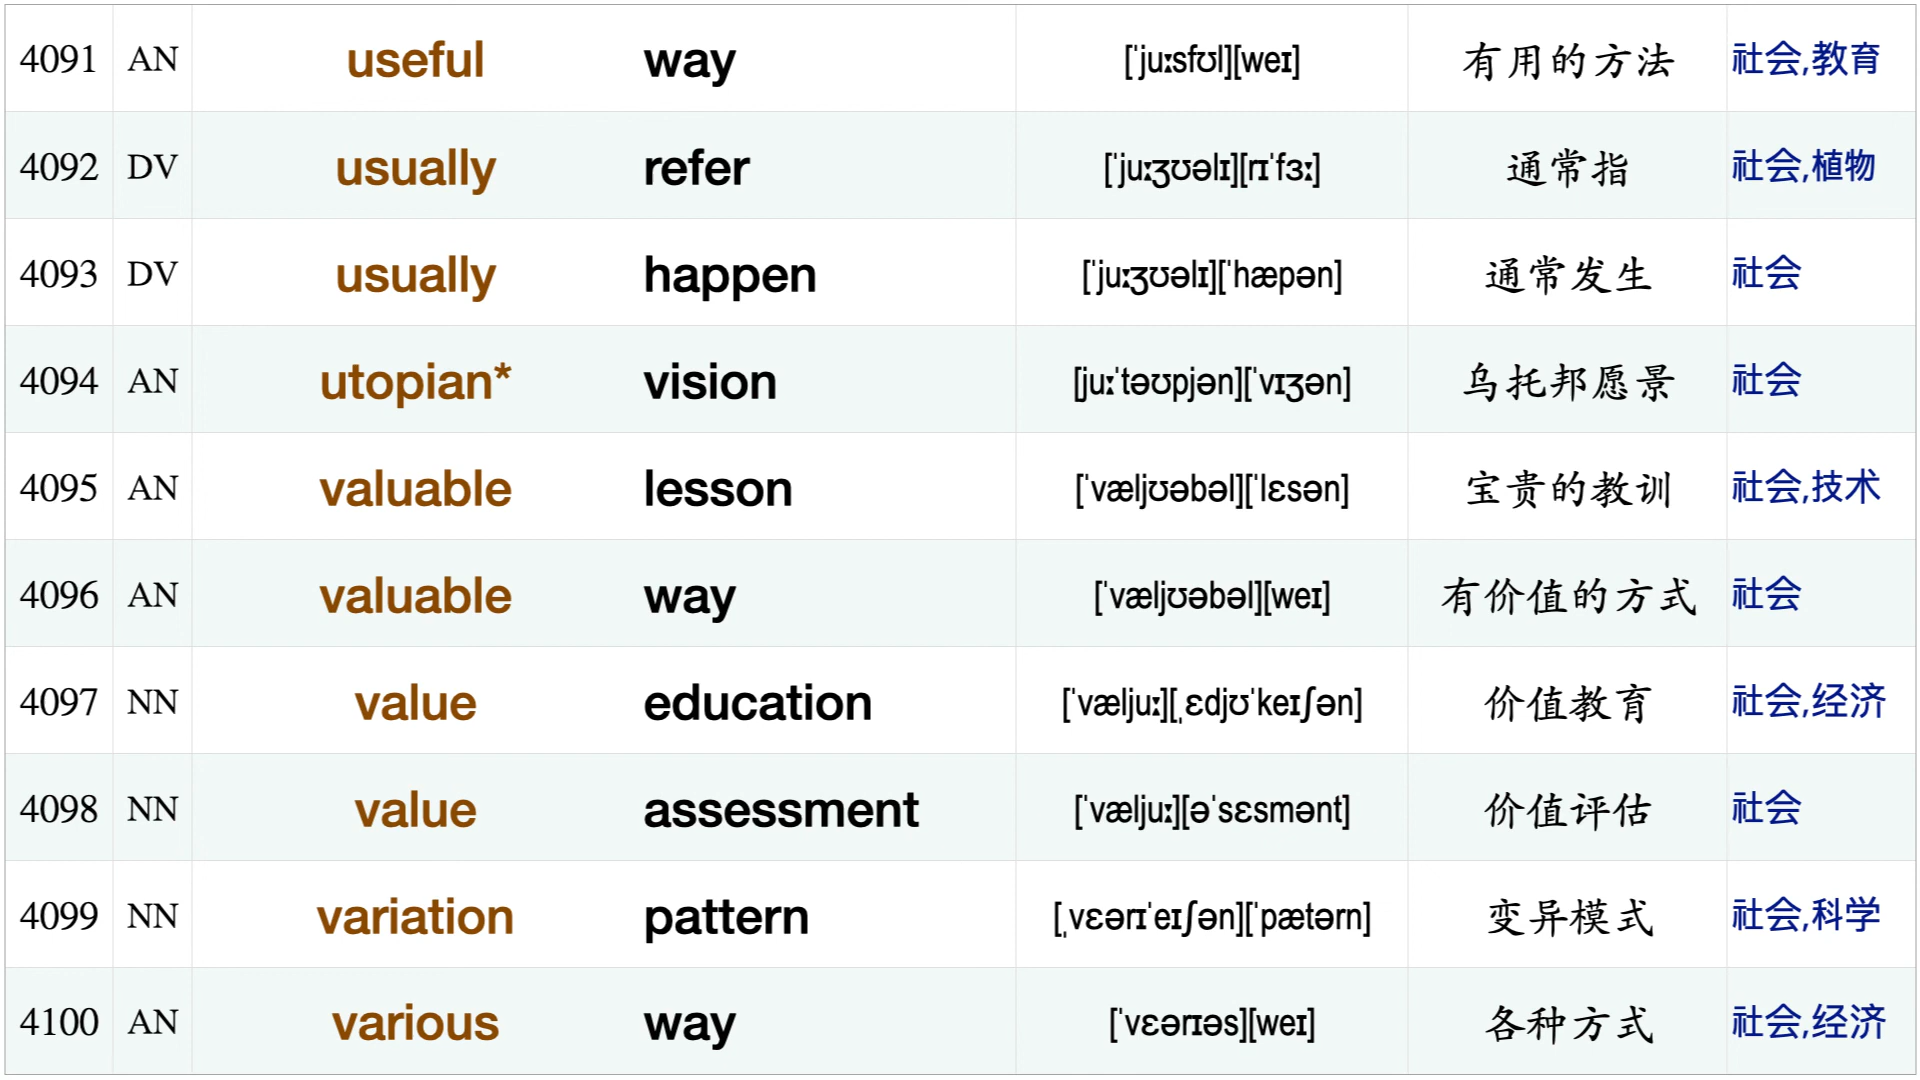 4091 AN useful way [ˈjuːsfʊl][weɪ] 有用的方法 社会,教育
4092 DV usually refer [ˈjuːʒʊəlɪ][rɪˈfɜː] 通常指 社会,植物
4093 DV usually happen [ˈjuːʒʊəlɪ][ˈhæpən] 通常发生 社会
4094 AN utopian* vision [juːˈtəʊpjən][ˈvɪʒən] 乌托邦愿景 社会
4095 AN valuable lesson [ˈvæljʊəbəl][ˈlɛsən] 宝贵的教训 社会,技术
4096 AN valuable way [ˈvæljʊəbəl][weɪ] 有价值的方式 社会
4097 NN value education [ˈvæljuː][ˌɛdjʊˈkeɪʃən] 价值教育 社会,经济
4098 NN value assessment [ˈvæljuː][əˈsɛsmənt] 价值评估 社会
4099 NN variation pattern [ˌvɛərɪˈeɪʃən][ˈpætərn] 变异模式 社会,科学
4100 AN various way [ˈvɛərɪəs][weɪ] 各种方式 社会,经济